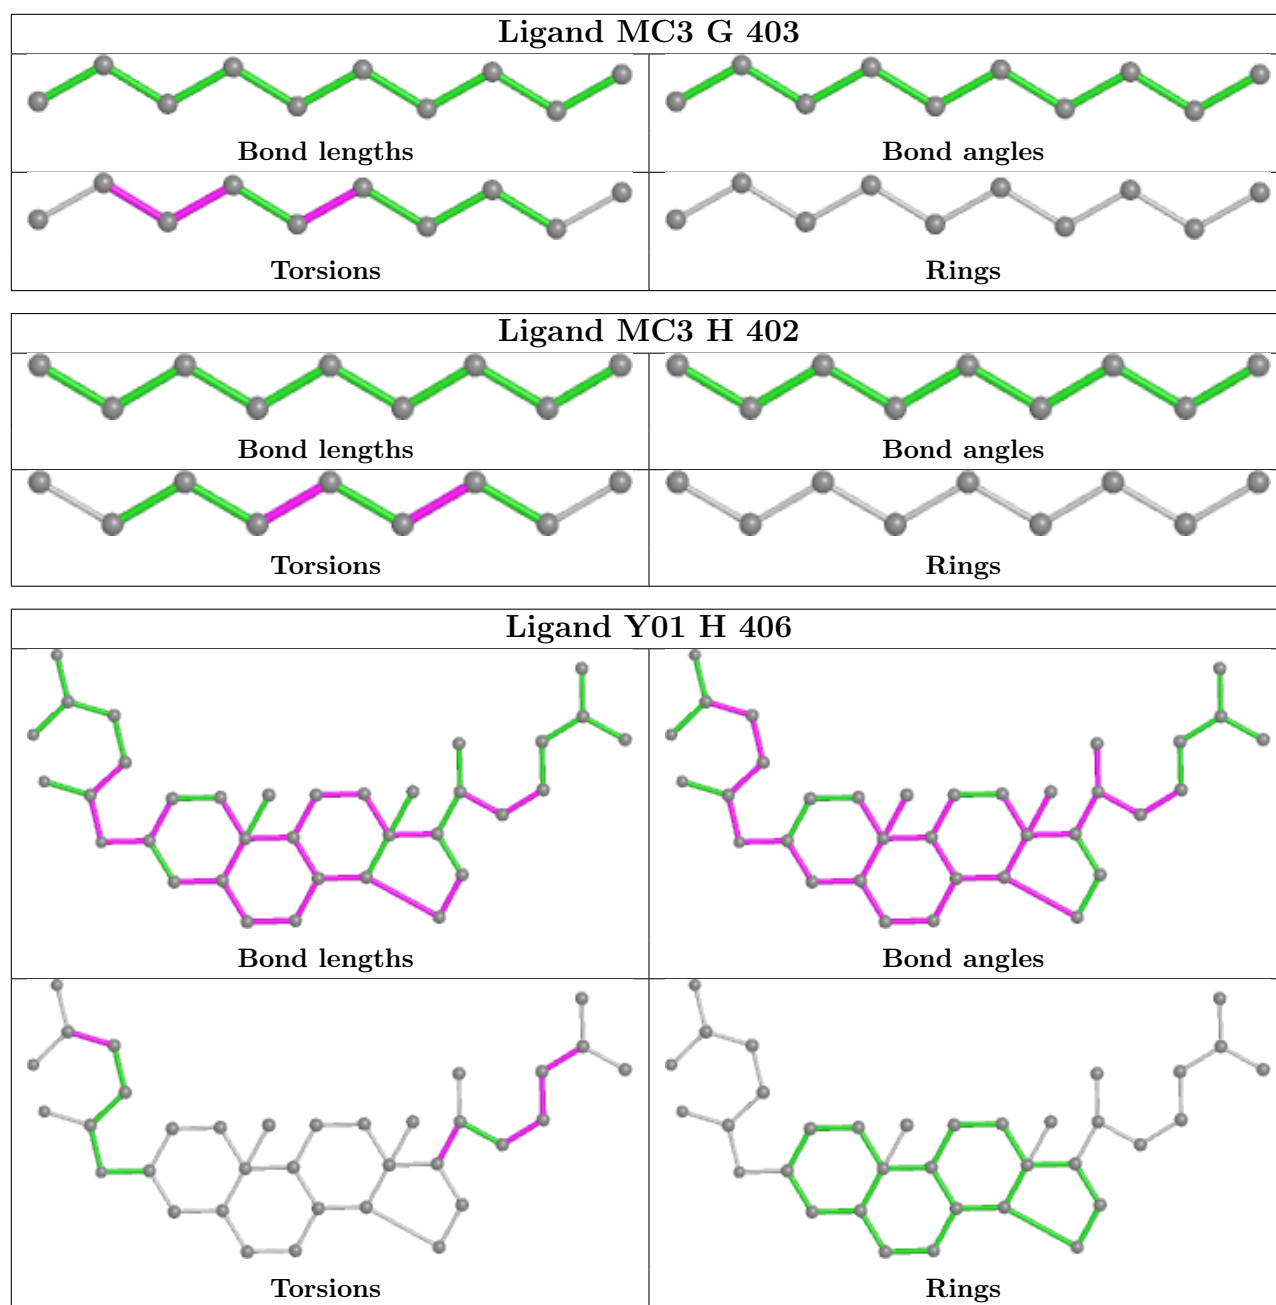 Ligand MC3 G 403
Bond lengths
Bond angles
Torsions
Rings
Ligand MC3 H 402
Bond lengths
Bond angles
Torsions
Rings
Ligand Y01 H 406
Bond lengths
Bond angles
Torsions
Rings